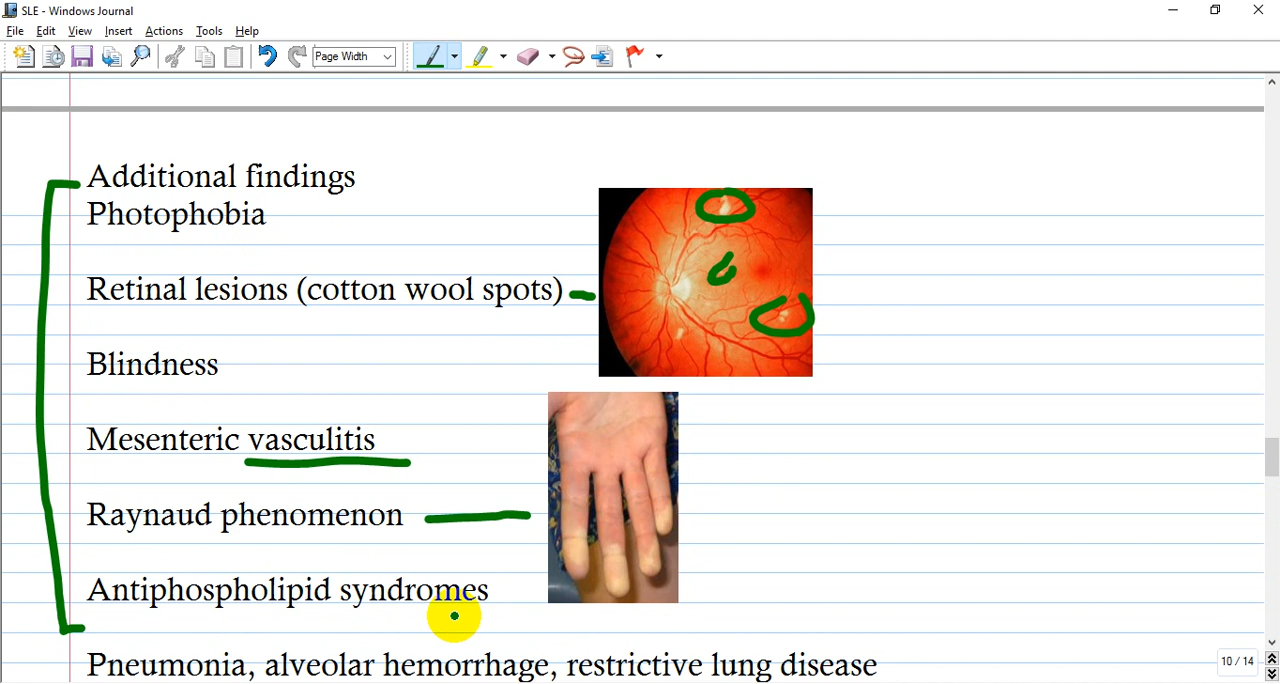 SLE - Windows Journal
File Edit View Insert Actions Tools Help
Page Width
Additional findings
Photophobia
Retinal lesions (cotton wool spots)
Blindness
Mesenteric vasculitis
Raynaud phenomenon
Antiphospholipid syndromes
Pneumonia, alveolar hemorrhage, restrictive lung disease
10 / 14